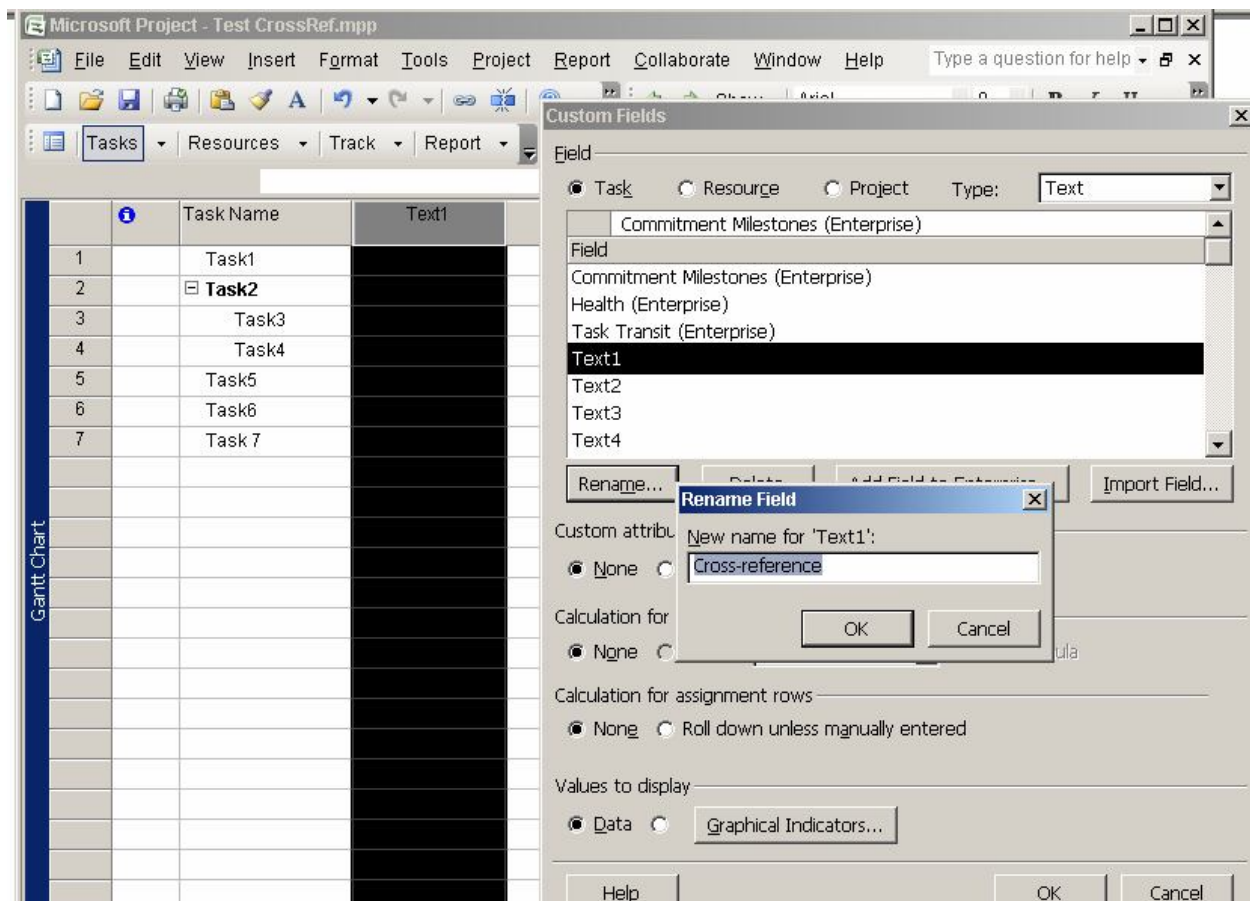 Microsoft Project - Test CrossRef.mpp
File Edit View Insert Format Tools Project Report Collaborate Window Help Type a question for help
Custom Fields
Tasks Resources Track Report
Field
Task Resource Project Type: Text
Task Name Text1
Commitment Milestones (Enterprise)
Field
1 Task1
Commitment Milestones (Enterprise)
2 Task2
Health (Enterprise)
3 Task3
Task Transit (Enterprise)
4 Task4
Text1
5 Task5
Text2
6 Task6
Text3
7 Task 7
Text4
Rename... Import Field...
Rename Field
Custom attribu
New name for 'Text1':
None
Cross-reference
Calculation for
OK Cancel
None
Calculation for assignment rows
None Roll down unless manually entered
Values to display
Data Graphical Indicators...
Help OK Cancel
Gantt Chart